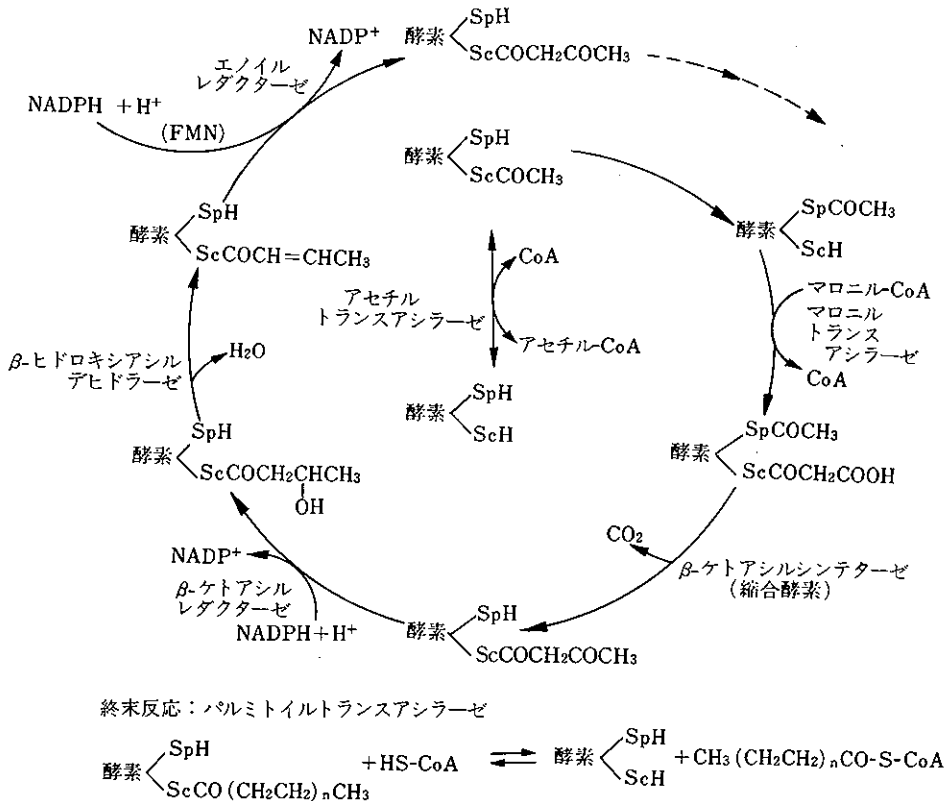 SpH
酵素
ScCOCH2COCH3
NADP+
エノイル
レダクターゼ
NADPH +H+
(FMN)
SpH
酵素
ScCOCH3
SpH
酵素
ScCOCH=CHCH3
SpCOCH3
酵素
ScH
CoA
アセチル
トランスアシラーゼ
アセチル-CoA
マロニル-CoA
マロニル
トランス
アシラーゼ
CoA
H2O
β-ヒドロキシアシル
デヒドラーゼ
SpH
酵素
ScH
SpH
酵素
ScCOCH2CHCH3
OH
SpCOCH3
酵素
ScCOCH2COOH
CO2
β-ケトアシルシンテターゼ
(縮合酵素)
NADP+
β-ケトアシル
レダクターゼ
NADPH+H+
SpH
酵素
ScCOCH2COCH3
終末反応：パルミトイルトランスアシラーゼ
SpH
酵素
ScCO(CH2CH2)nCH3
+HS-CoA
SpH
酵素
ScH
+CH3(CH2CH2)nCO-S-CoA